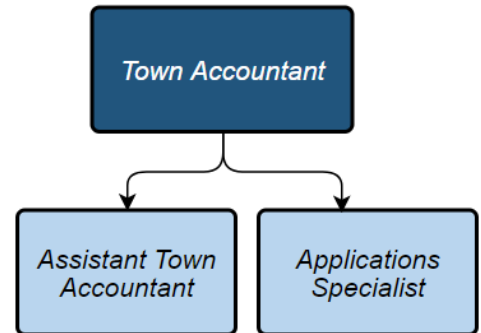 Town Accountant
Assistant Town
Accountant
Applications
Specialist